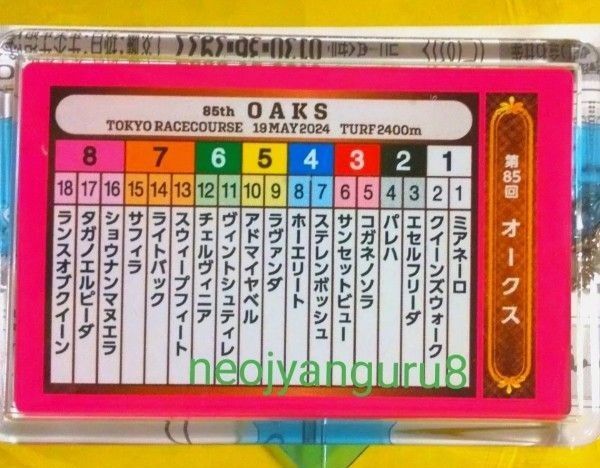 85th OAKS
TOKYO RACECOURSE 19MAY2024 TURF2400m
8 7 6 5 4 3 2 1
18 17 16 15 14 13 12 11 10 9 8 7 6 5 4 3 2 1
ミアネーロ
クイーンズウォーク
エセルフリーダ
パレハ
コガネノソラ
サンセットビュー
ステレンボッシュ
ホーエリート
ラヴァンダ
アドマイヤベル
ヴィントシュティレ
チェルヴィニア
スウィープフィート
ライトバック
サフィラ
ショウナンマヌエラ
タガノエルピーダ
ランスオブクイーン
第85回 オークス
neojyanguru8